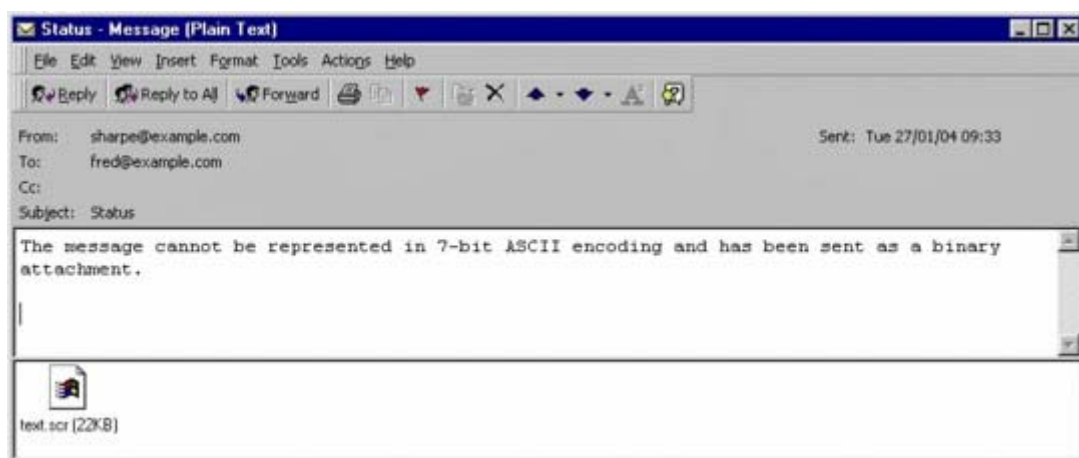 Status - Message (Plain Text)
File Edit View Insert Format Tools Actions Help
Reply Reply to All Forward
From: sharpe@example.com Sent: Tue 27/01/04 09:33
To: fred@example.com
Cc:
Subject: Status
The message cannot be represented in 7-bit ASCII encoding and has been sent as a binary
attachment.
text.scr (22KB)